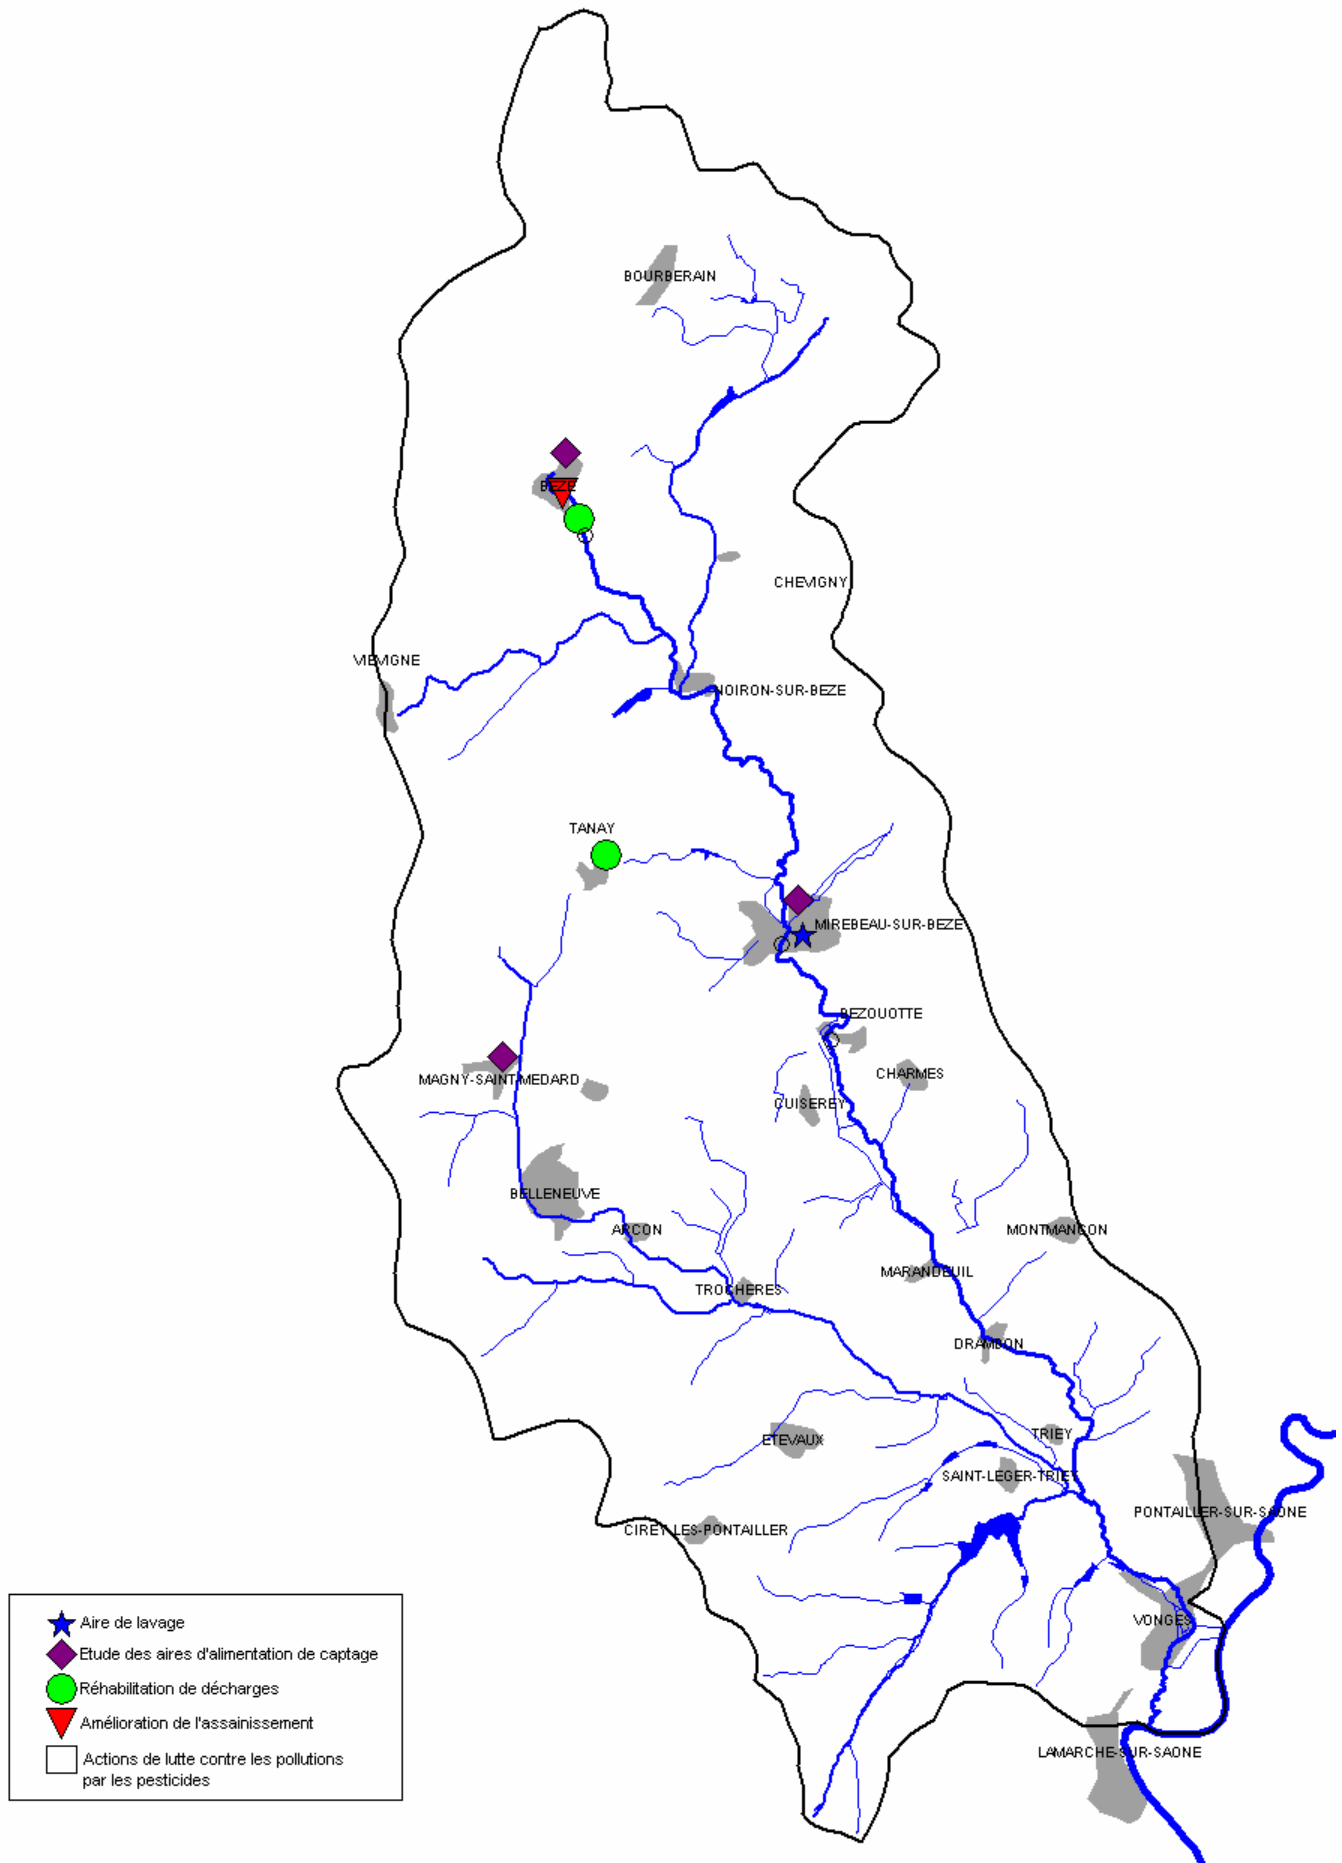 BOURBERAIN
BEZE
CHEVIGNY
VIEVIGNE
NOIRON-SUR-BEZE
TANAY
MIREBEAU-SUR-BEZE
BEZOUOTTE
CHARMES
MAGNY-SAINT-MEDARD
CUISEREY
BELLENEUVE
ARCON
MONTMANCON
MARANDEUIL
TROCHERES
DRAMBON
TRIEY
ETEVAUX
SAINT-LEGER-TRIEY
PONTAILLER-SUR-SAONE
CIREY-LES-PONTAILLER
VONGES
LAMARCHE-SUR-SAONE
Aire de lavage
Etude des aires d'alimentation de captage
Réhabilitation de décharges
Amélioration de l'assainissement
Actions de lutte contre les pollutions
par les pesticides